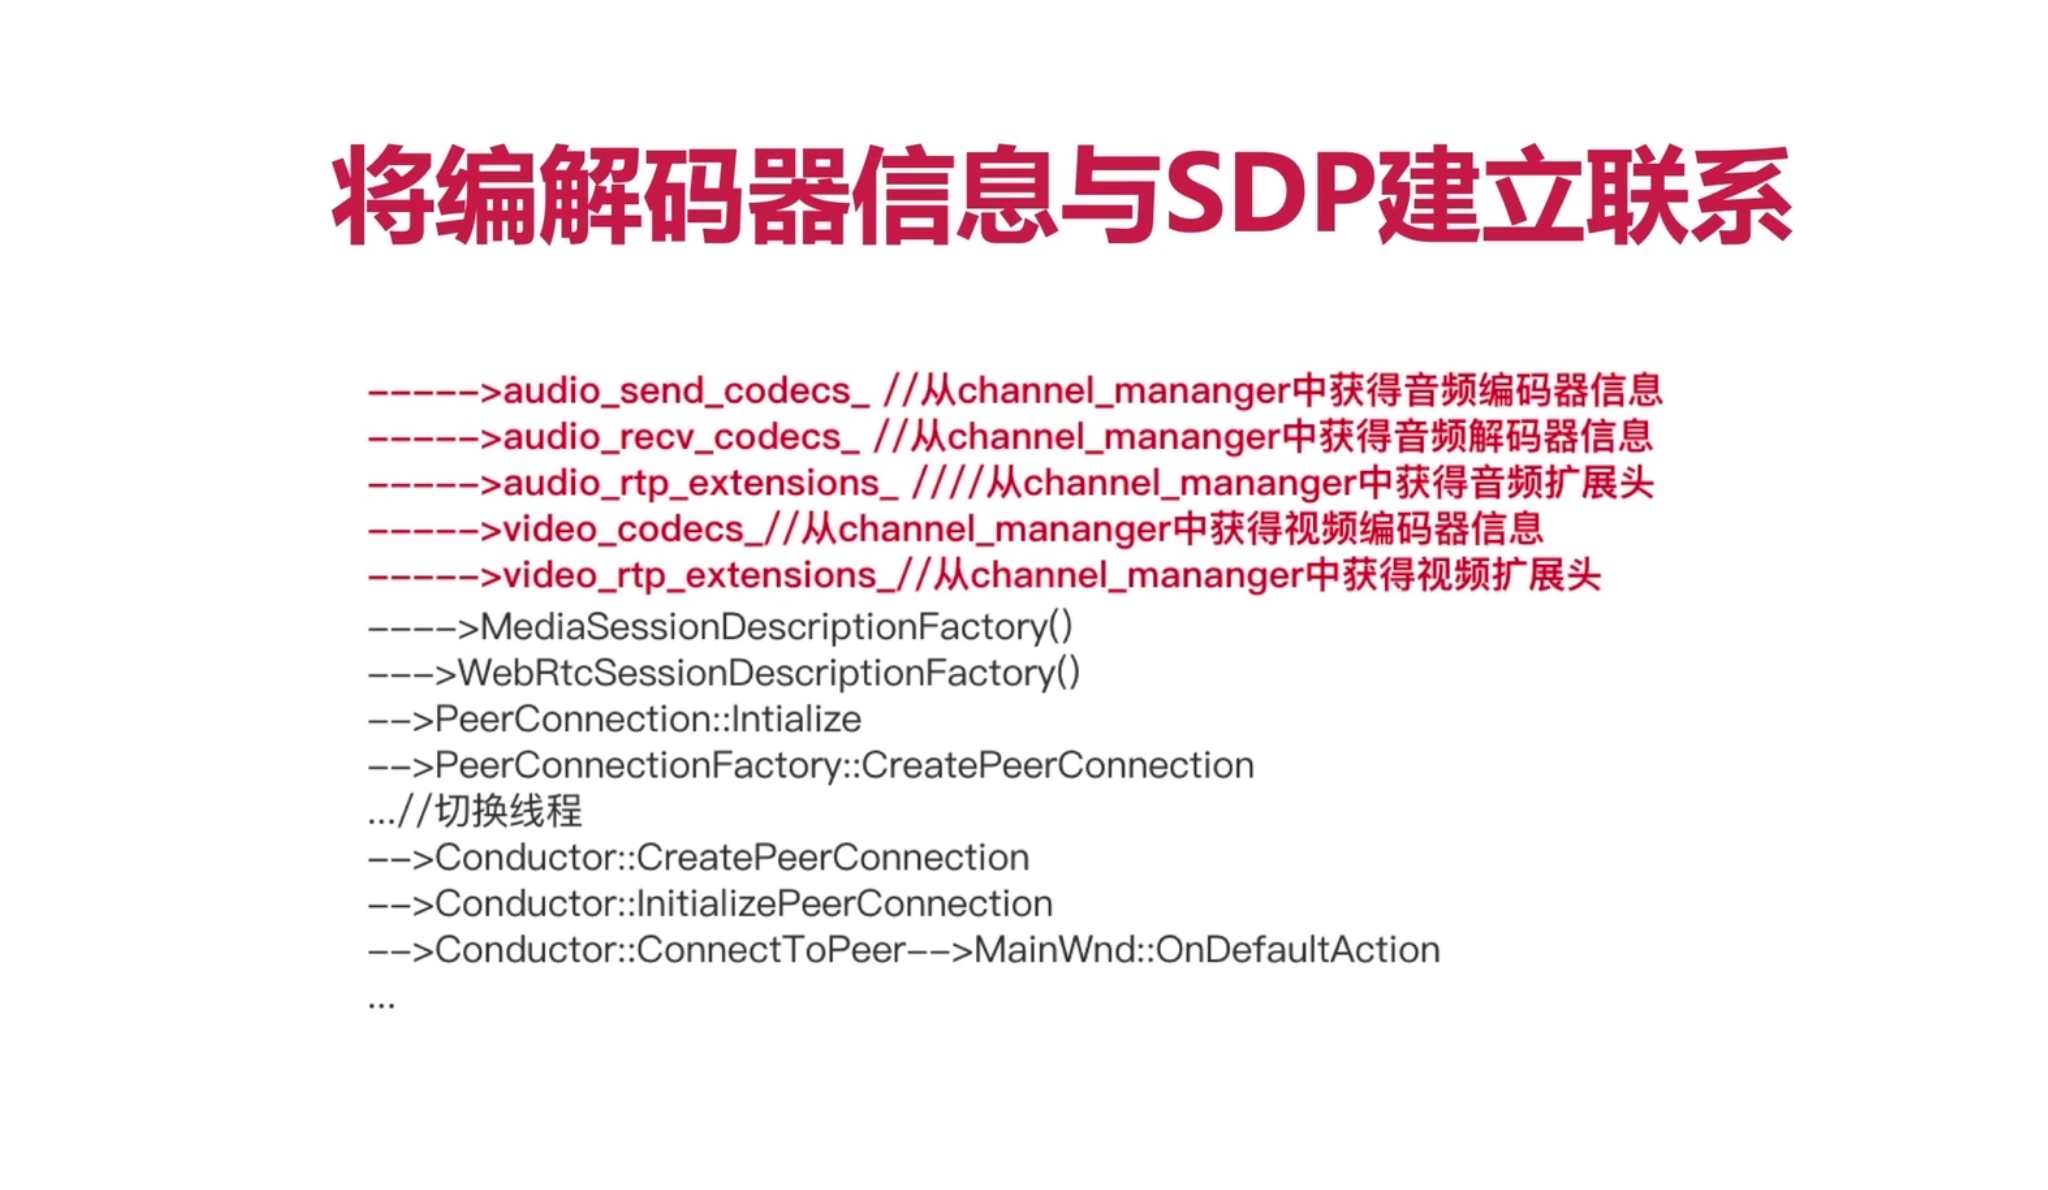 将编解码器信息与SDP建立联系
----->audio_send_codecs_ //从channel_mananger中获得音频编码器信息
----->audio_recv_codecs_ //从channel_mananger中获得音频解码器信息
----->audio_rtp_extensions_ ////从channel_mananger中获得音频扩展头
----->video_codecs_//从channel_mananger中获得视频编码器信息
----->video_rtp_extensions_//从channel_mananger中获得视频扩展头
---->MediaSessionDescriptionFactory()
--->WebRtcSessionDescriptionFactory()
-->PeerConnection::Intialize
-->PeerConnectionFactory::CreatePeerConnection
...//切换线程
-->Conductor::CreatePeerConnection
-->Conductor::InitializePeerConnection
-->Conductor::ConnectToPeer-->MainWnd::OnDefaultAction
...